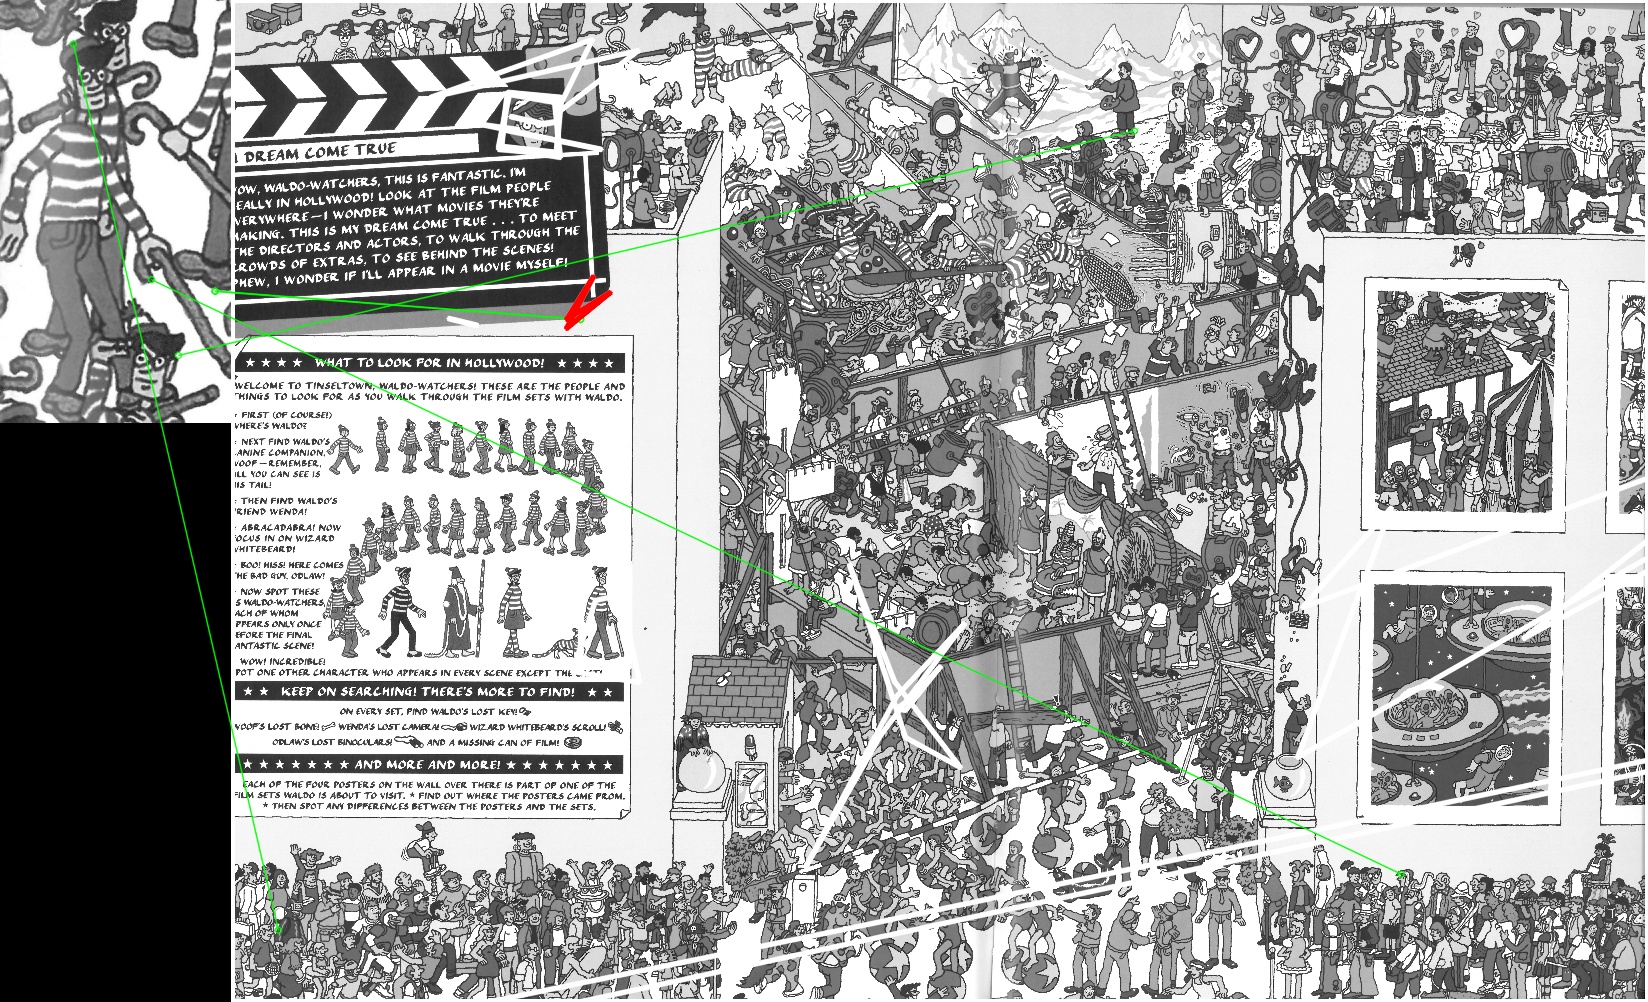 DREAM COME TRUE
OW, WALDO-WATCHERS, THIS IS FANTASTIC. I'M
EALLY IN HOLLYWOOD! LOOK AT THE FILM PEOPLE
VERYWHERE—I WONDER WHAT MOVIES THEY'RE
AKING. THIS IS MY DREAM COME TRUE . . . TO MEET
HE DIRECTORS AND ACTORS, TO WALK THROUGH THE
ROWDS OF EXTRAS, TO SEE BEHIND THE SCENES!
PHEW, I WONDER IF I'LL APPEAR IN A MOVIE MYSELF!
★ ★ ★ ★ WHAT TO LOOK FOR IN HOLLYWOOD! ★ ★ ★ ★
WELCOME TO TINSELTOWN, WALDO-WATCHERS! THESE ARE THE PEOPLE AND
THINGS TO LOOK FOR AS YOU WALK THROUGH THE FILM SETS WITH WALDO.
FIRST (OF COURSE!)
WHERE'S WALDO?
NEXT FIND WALDO'S
ANINE COMPANION,
WOOF—REMEMBER,
ALL YOU CAN SEE IS
HIS TAIL!
THEN FIND WALDO'S
FRIEND WENDA!
ABRACADABRA! NOW
FOCUS IN ON WIZARD
WHITEBEARD!
BOO! HISS! HERE COMES
THE BAD GUY, ODLAW!
NOW SPOT THESE
5 WALDO-WATCHERS,
EACH OF WHOM
APPEARS ONLY ONCE
BEFORE THE FINAL
FANTASTIC SCENE!
WOW! INCREDIBLE!
POT ONE OTHER CHARACTER WHO APPEARS IN EVERY SCENE EXCEPT THE
★ ★ KEEP ON SEARCHING! THERE'S MORE TO FIND! ★ ★
ON EVERY SET, FIND WALDO'S LOST KEY!
WOOF'S LOST BONE! WENDA'S LOST CAMERA! WIZARD WHITEBEARD'S SCROLL!
ODLAW'S LOST BINOCULARS! AND A MISSING CAN OF FILM!
★ ★ ★ ★ ★ ★ ★ AND MORE AND MORE! ★ ★ ★ ★ ★ ★ ★
EACH OF THE FOUR POSTERS ON THE WALL OVER THERE IS PART OF ONE OF THE
FILM SETS WALDO IS ABOUT TO VISIT. ★ FIND OUT WHERE THE POSTERS CAME FROM.
★ THEN SPOT ANY DIFFERENCES BETWEEN THE POSTERS AND THE SETS.